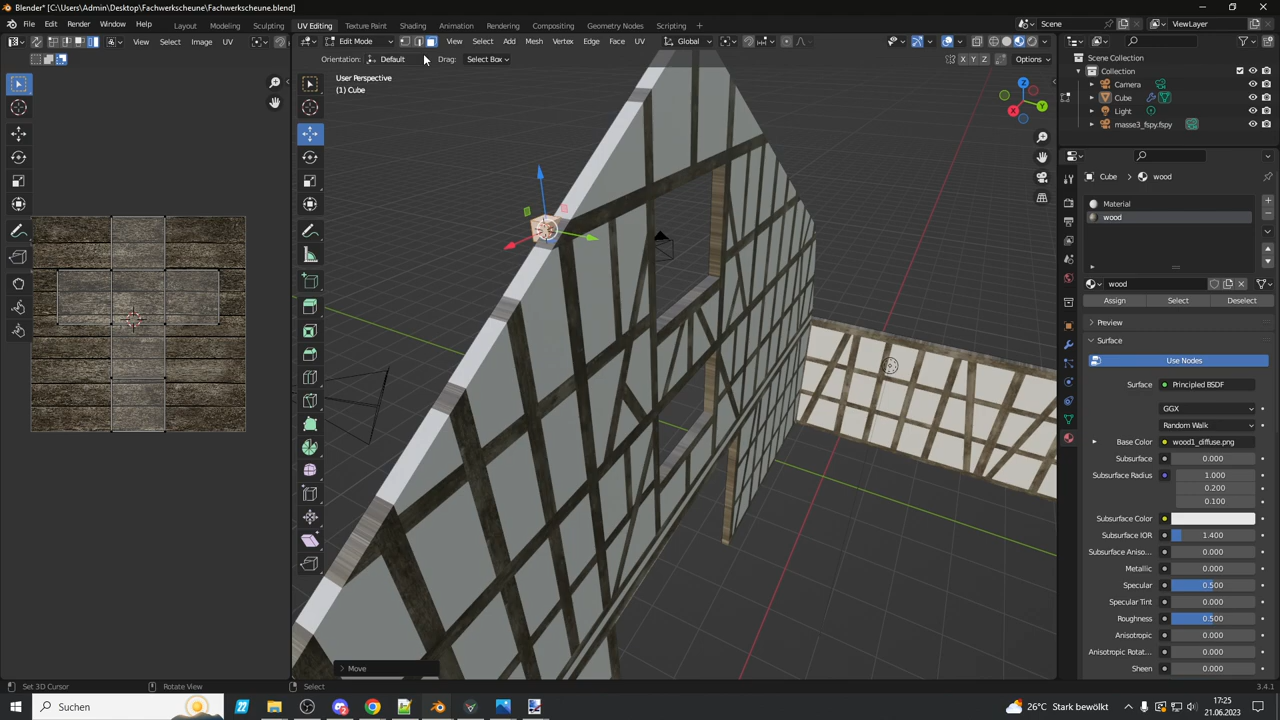 Blender* [C:\Users\Admin\Desktop\Fachwerkscheune\Fachwerkscheune.blend]
File Edit Render Window Help Layout Modeling Sculpting UV Editing Texture Paint Shading Animation Rendering Compositing Geometry Nodes Scripting Scene ViewLayer
View Select Image UV Edit Mode View Select Add Mesh Vertex Edge Face UV Global
Orientation: Default Drag: Select Box X Y Z Options
User Perspective
(1) Cube
Z
Y
X
Collection
Camera
Cube
Light
masse3_fspy.fspy
Cube wood
Material
wood
wood
Assign Select Deselect
Preview
Surface
Use Nodes
Surface Principled BSDF
GGX
Random Walk
Base Color wood1_diffuse.png
Subsurface 0.000
Subsurface Radius 1.000
0.200
0.100
Subsurface Color
Subsurface IOR 1.400
Subsurface Aniso... 0.000
Metallic 0.000
Specular 0.500
Specular Tint 0.000
Roughness 0.500
Anisotropic 0.000
Anisotropic Rotat... 0.000
Sheen 0.000
Move
Set 3D Cursor Rotate View Select 3.4.1
Suchen 26°C Stark bewölkt 17:25
21.06.2023